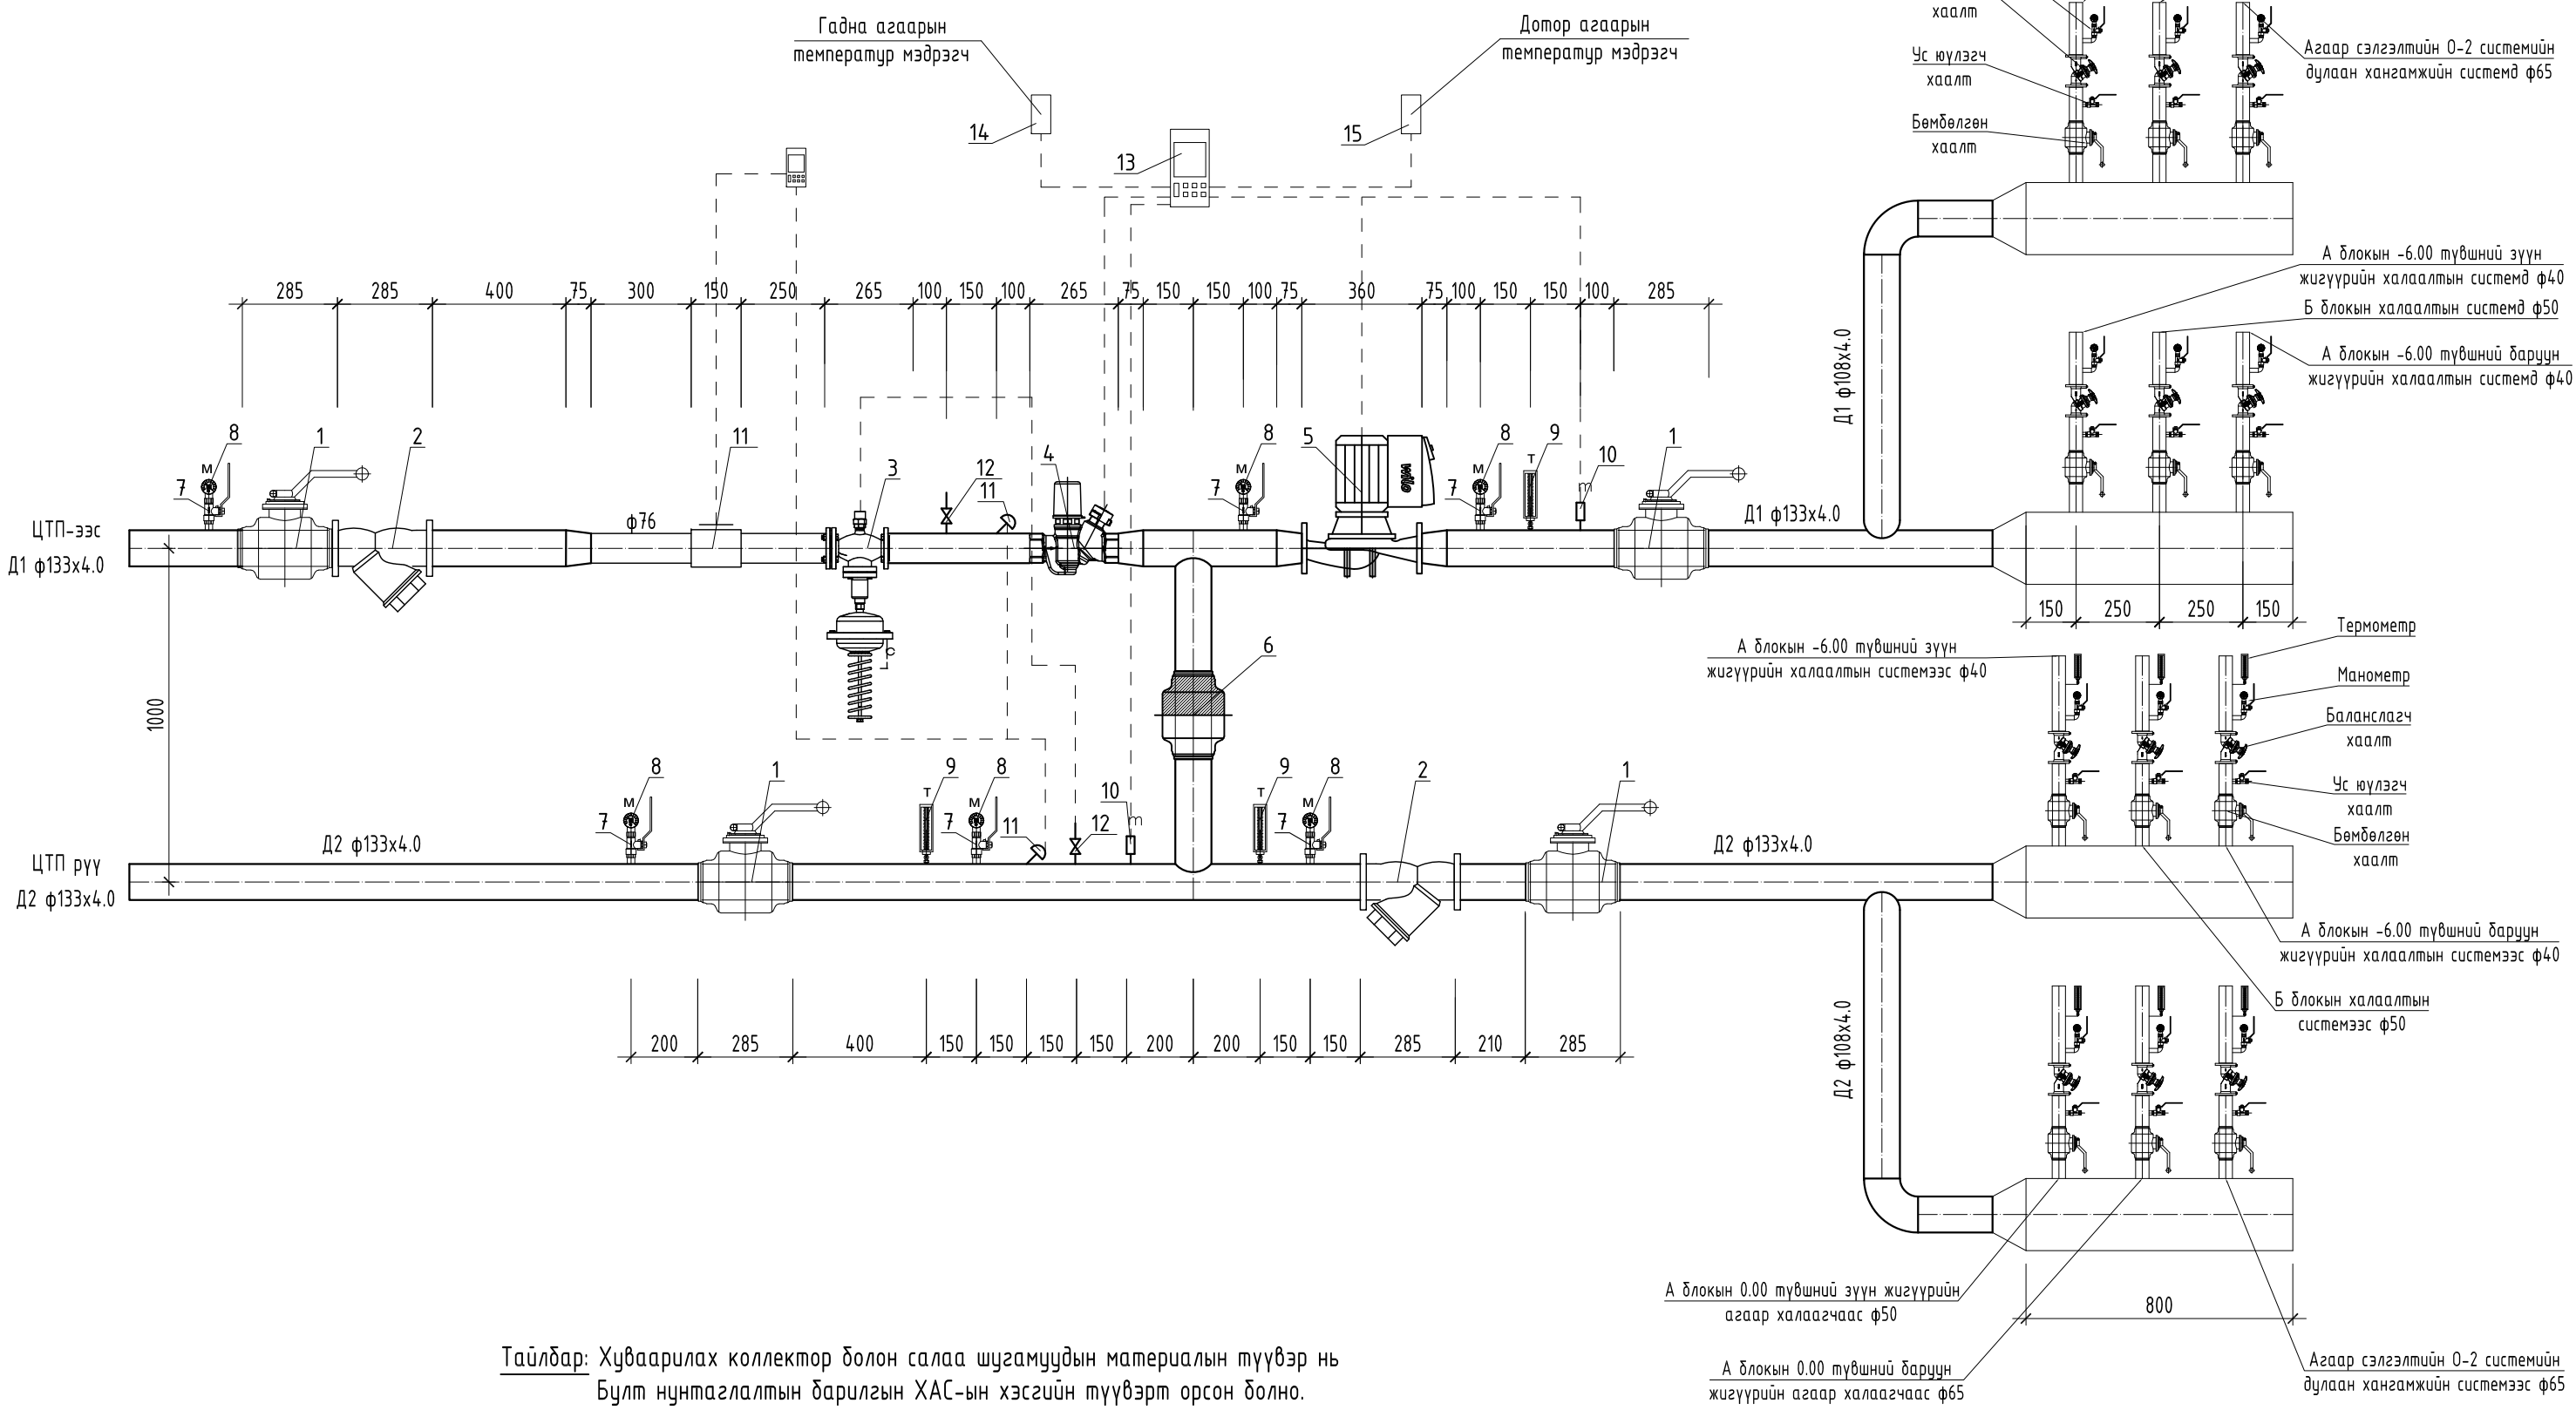 Гадна агаарын
температур мэдрэгч
Дотор агаарын
температур мэдрэгч
14
13
15
хаалт
Ус юүлэгч
хаалт
Бөмбөлгөн
хаалт
Агаар сэлгэлтийн О-2 системийн
дулаан хангамжийн системд ф65
285 285 400 75 300 150 250 265 100 150 100 265 75 150 150 100 75 360 75 100 150 150 100 285
Д1 ф108х4.0
А блокын -6.00 түвшний зүүн
жигүүрийн халаалтын системд ф40
Б блокын халаалтын системд ф50
А блокын -6.00 түвшний баруун
жигүүрийн халаалтын системд ф40
8 1 2 11 3 12 4 8 5 8 9 1
7 М 11 7 М 7 М Т 10
ЦТП-ээс
Д1 ф133х4.0
ф76
wilo
Д1 ф133х4.0
150 250 250 150
С
6
1000
А блокын -6.00 түвшний зүүн
жигүүрийн халаалтын системээс ф40
Термометр
Манометр
Баланслагч
хаалт
Ус юүлэгч
хаалт
Бөмбөлгөн
хаалт
8 1 9 8 10 9 8 2 1
7 М Т 7 М 11 12 Т 7 М
ЦТП рүү
Д2 ф133х4.0
Д2 ф133х4.0
Д2 ф133х4.0
А блокын -6.00 түвшний баруун
жигүүрийн халаалтын системээс ф40
Б блокын халаалтын
системээс ф50
Д2 ф108х4.0
200 285 400 150 150 150 150 200 200 150 150 285 210 285
А блокын 0.00 түвшний зүүн жигүүрийн
агаар халаагчаас ф50
800
А блокын 0.00 түвшний баруун
жигүүрийн агаар халаагчаас ф65
Агаар сэлгэлтийн О-2 системийн
дулаан хангамжийн системээс ф65
Тайлбар: Хуваарилах коллектор болон салаа шугамуудын материалын түүвэр нь
Булт нунтаглалтын барилгын ХАС-ын хэсгийн түүвэрт орсон болно.